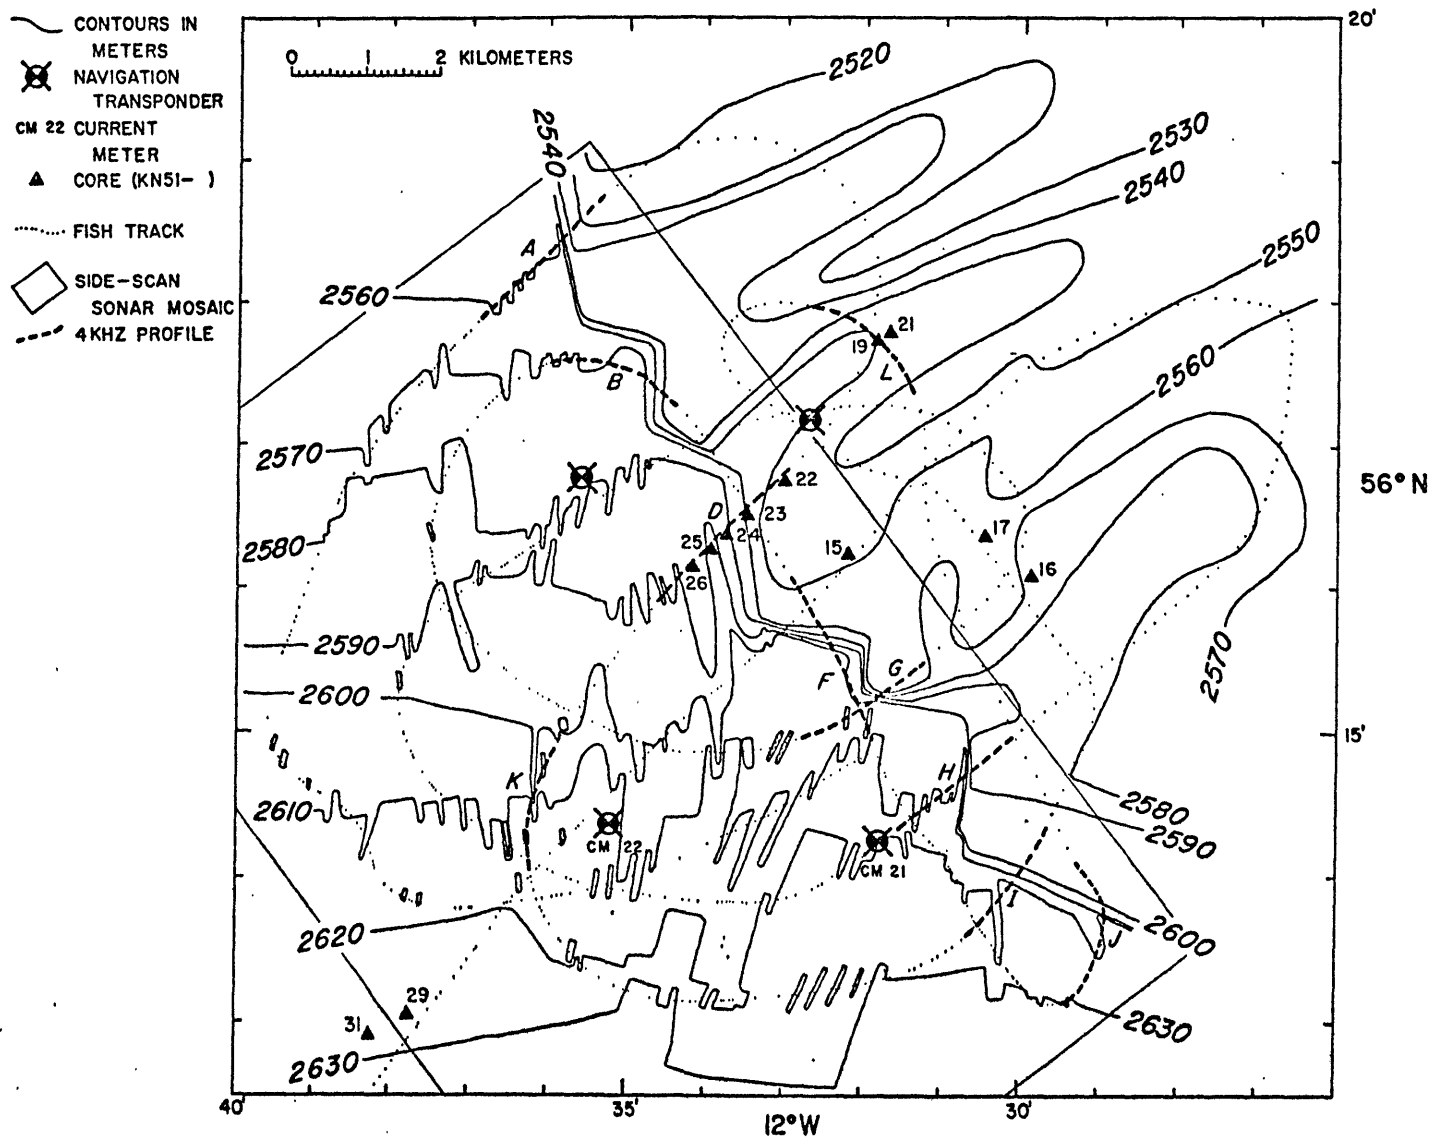 CONTOURS IN
METERS
NAVIGATION
TRANSPONDER
CM 22 CURRENT
METER
CORE (KN51- )
FISH TRACK
SIDE-SCAN
SONAR MOSAIC
4KHZ PROFILE
0 1 2 KILOMETERS
20'
2520
2540
2530
2540
2550
A
2560
21
19
B
L
2560
2570
56°N
22
D
23
24
2580
25
15
17
26
16
2590
2570
G
F
2600
15'
K
H
2610
2580
2590
CM 22
CM 21
I
2620
J
2600
29
31
2630
2630
40'
35'
30'
12°W